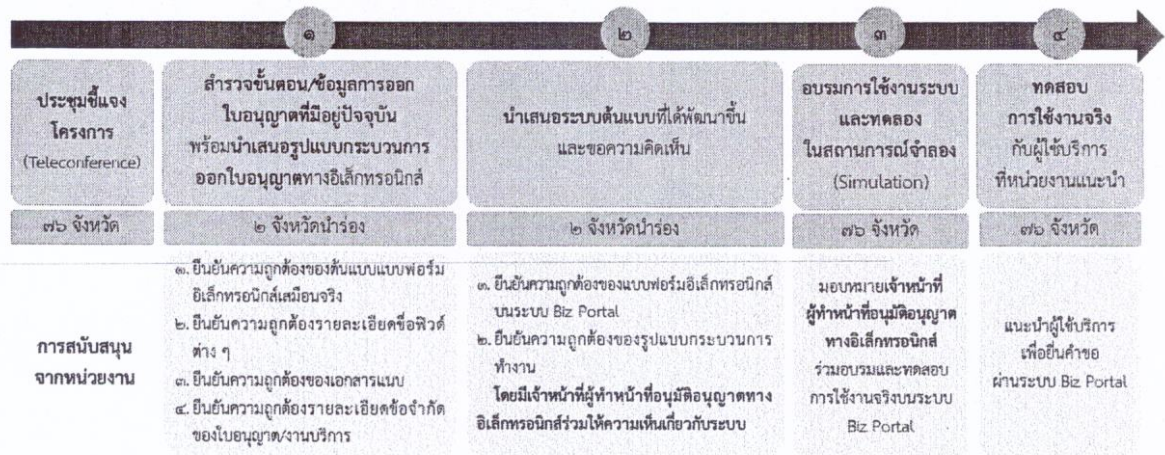 ๑
๒
๓
๔
ประชุมชี้แจง
โครงการ
(Teleconference)
สำรวจขั้นตอน/ข้อมูลการออก
ใบอนุญาตที่มีอยู่ปัจจุบัน
พร้อมนำเสนอรูปแบบกระบวนการ
ออกใบอนุญาตทางอิเล็กทรอนิกส์
นำเสนอระบบต้นแบบที่ได้พัฒนาขึ้น
และขอความคิดเห็น
อบรมการใช้งานระบบ
และทดลอง
ในสถานการณ์จำลอง
(Simulation)
ทดสอบ
การใช้งานจริง
กับผู้ใช้บริการ
ที่หน่วยงานแนะนำ
๗๖ จังหวัด
๒ จังหวัดนำร่อง
๒ จังหวัดนำร่อง
๗๖ จังหวัด
๗๖ จังหวัด
การสนับสนุน
จากหน่วยงาน
๑. ยืนยันความถูกต้องของต้นแบบแบบฟอร์ม
อิเล็กทรอนิกส์เสมือนจริง
๒. ยืนยันความถูกต้องรายละเอียดชื่อฟิวด์
ต่าง ๆ
๓. ยืนยันความถูกต้องของเอกสารแนบ
๔. ยืนยันความถูกต้องรายละเอียดข้อจำกัด
ของใบอนุญาต/งานบริการ
๓. ยืนยันความถูกต้องของแบบฟอร์มอิเล็กทรอนิกส์
บนระบบ Biz Portal
๒. ยืนยันความถูกต้องของรูปแบบกระบวนการ
ทำงาน
โดยมีเจ้าหน้าที่ผู้ทำหน้าที่อนุมัติอนุญาตทาง
อิเล็กทรอนิกส์ร่วมให้ความเห็นเกี่ยวกับระบบ
มอบหมายเจ้าหน้าที่
ผู้ทำหน้าที่อนุมัติอนุญาต
ทางอิเล็กทรอนิกส์
ร่วมอบรมและทดสอบ
การใช้งานจริงบนระบบ
Biz Portal
แนะนำผู้ใช้บริการ
เพื่อยื่นคำขอ
ผ่านระบบ Biz Portal